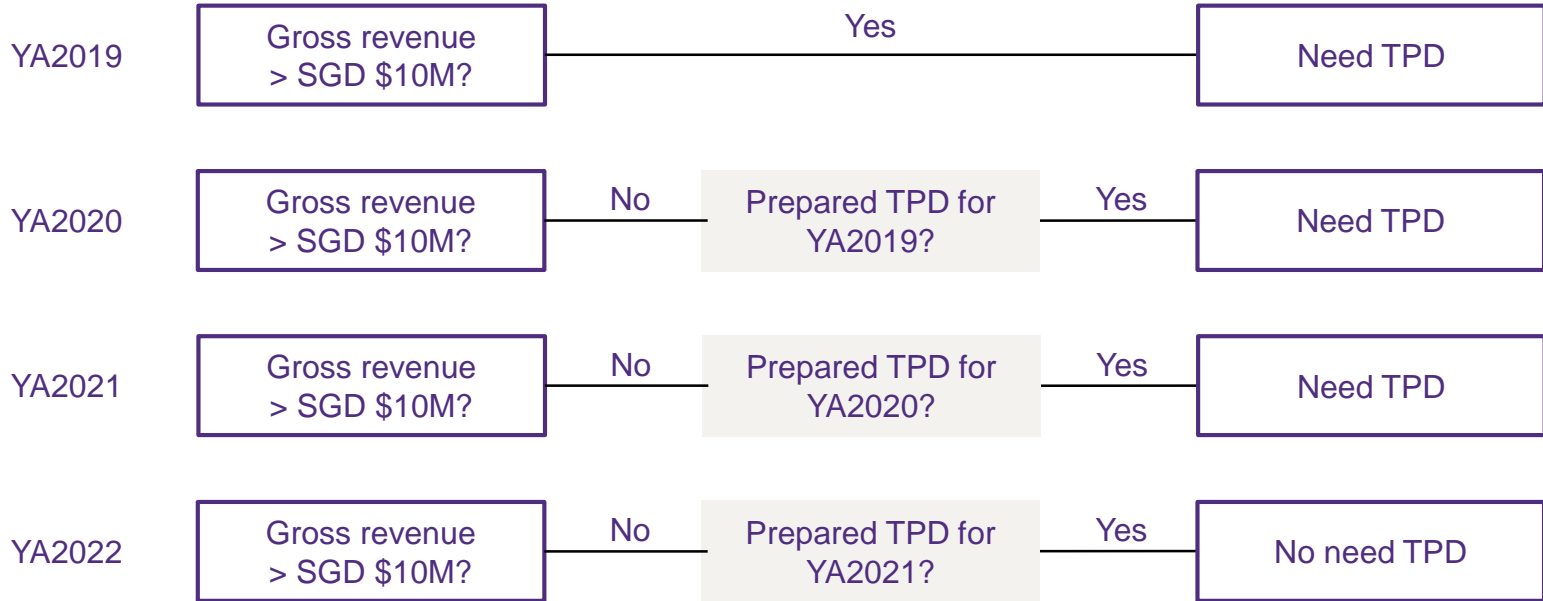 Yes
YA2019
Gross revenue
> SGD $10M?
Need TPD
YA2020
Gross revenue
> SGD $10M?
No
Prepared TPD for
YA2019?
Yes
Need TPD
YA2021
Gross revenue
> SGD $10M?
No
Prepared TPD for
YA2020?
Yes
Need TPD
YA2022
Gross revenue
> SGD $10M?
No
Prepared TPD for
YA2021?
Yes
No need TPD